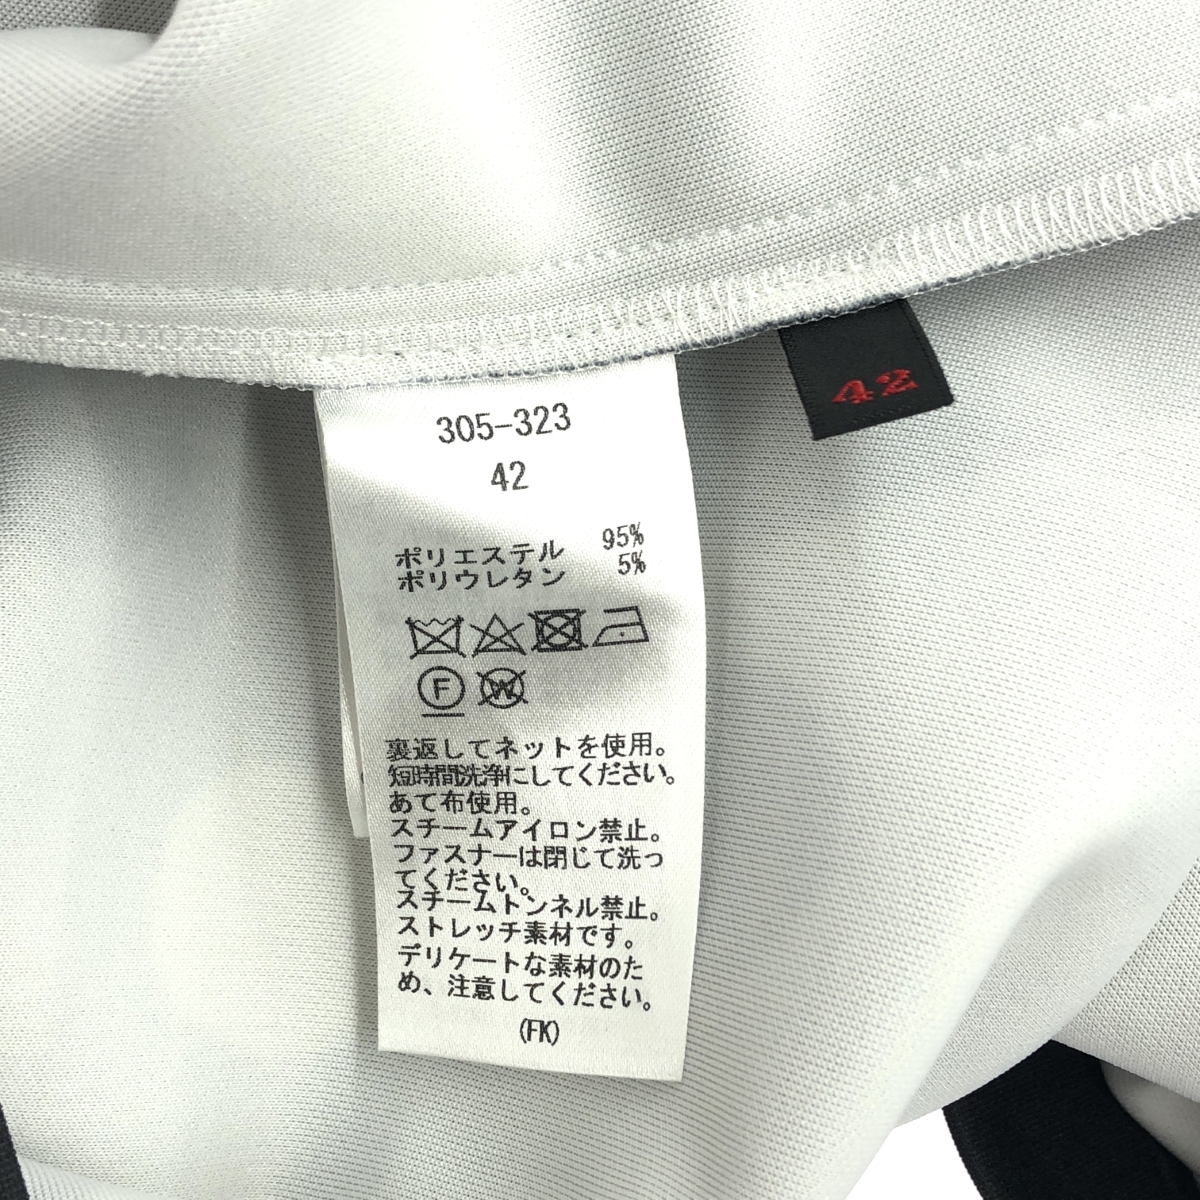 305-323
42
42
ポリエステル 95%
ポリウレタン 5%
F W
裏返してネットを使用。
短時間洗浄にしてください。
あて布使用。
スチームアイロン禁止。
ファスナーは閉じて洗っ
てください。
スチームトンネル禁止。
ストレッチ素材です。
デリケートな素材のた
め、注意してください。
(FK)